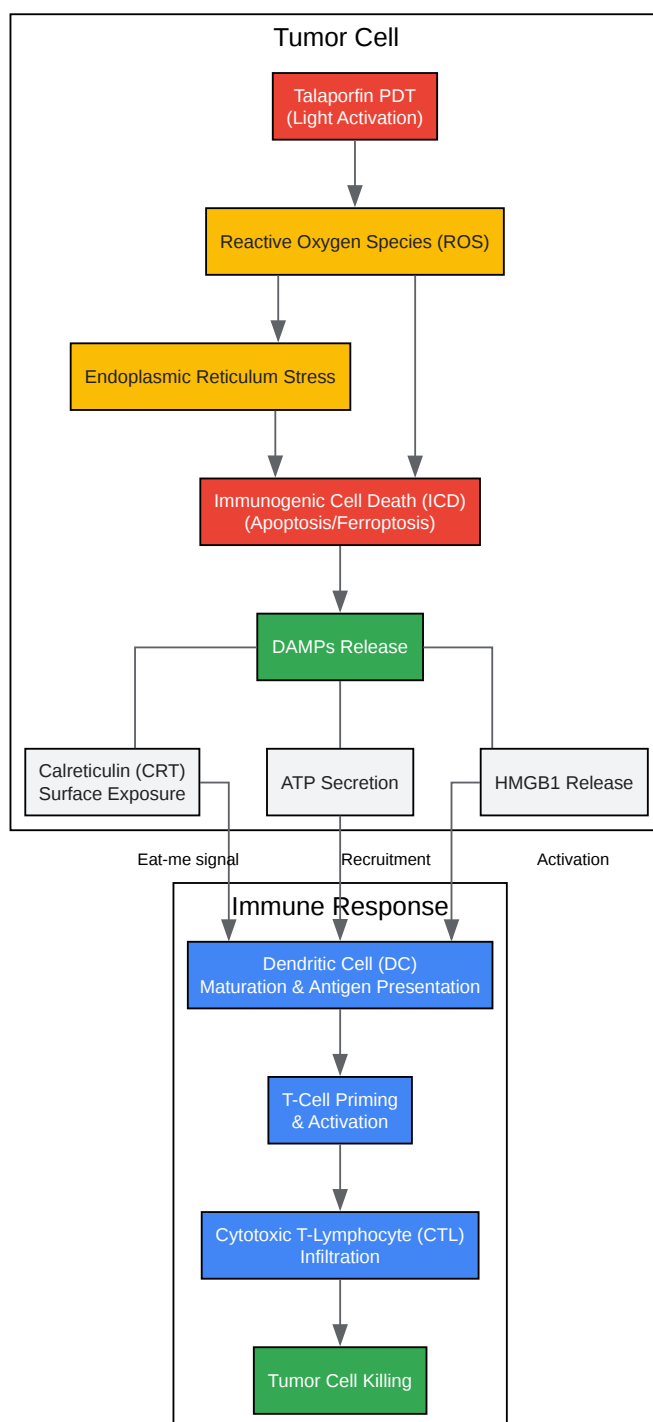 Tumor Cell
Talaporfin PDT
(Light Activation)
Reactive Oxygen Species (ROS)
Endoplasmic Reticulum Stress
Immunogenic Cell Death (ICD)
(Apoptosis/Ferroptosis)
DAMPs Release
Calreticulin (CRT)
Surface Exposure
ATP Secretion
HMGB1 Release
Eat-me signal
Recruitment
Activation
Immune Response
Dendritic Cell (DC)
Maturation & Antigen Presentation
T-Cell Priming
& Activation
Cytotoxic T-Lymphocyte (CTL)
Infiltration
Tumor Cell Killing